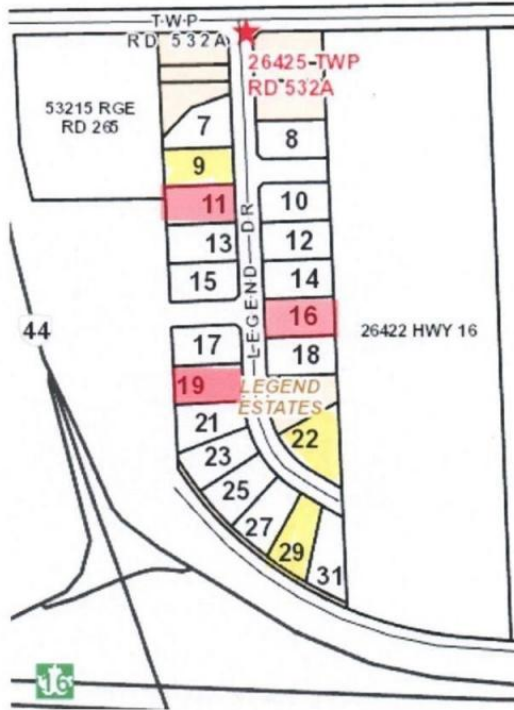 TWP
RD 532A
26425-TWP
RD 532A
53215 RGE
RD 265
7
8
9
11
10
13
12
15
14
16
LEGEND DR
44
26422 HWY 16
17
18
19
LEGEND
ESTATES
21
22
23
25
27
29
31
16